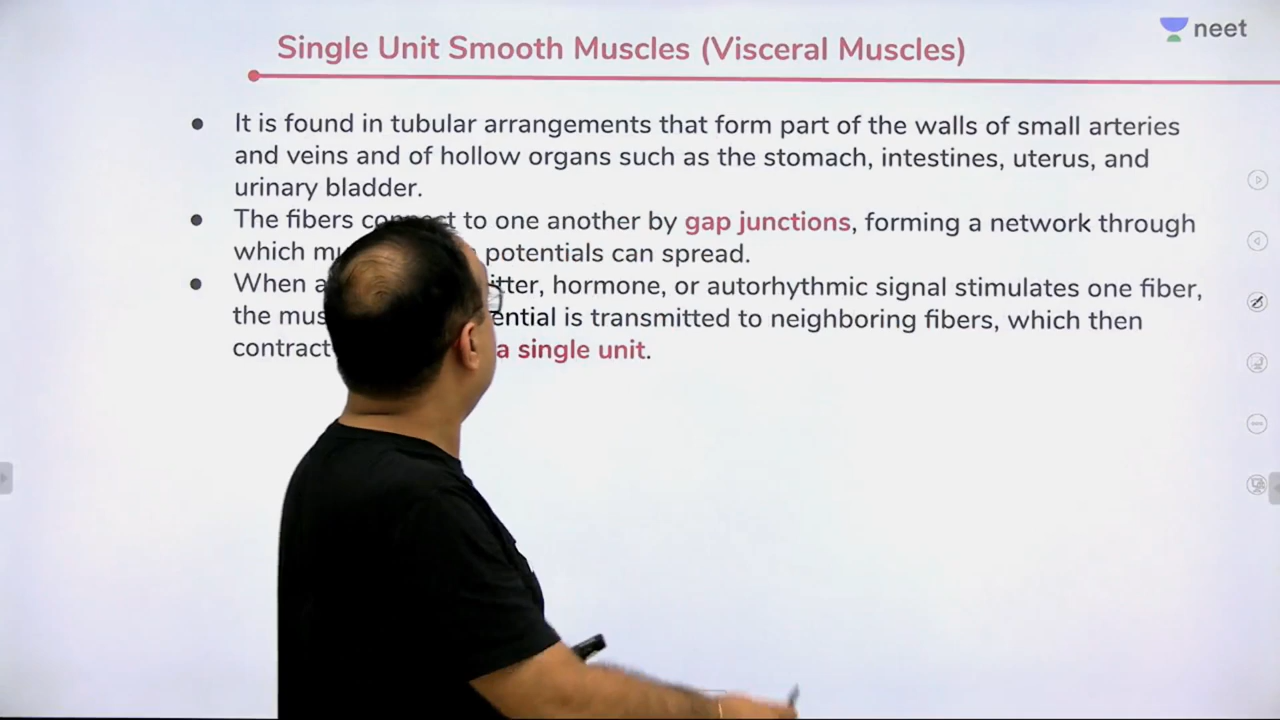 Single Unit Smooth Muscles (Visceral Muscles)
neet
● It is found in tubular arrangements that form part of the walls of small arteries
and veins and of hollow organs such as the stomach, intestines, uterus, and
urinary bladder.
● The fibers to one another by gap junctions, forming a network through
which potentials can spread.
● When hormone, or autorhythmic signal stimulates one fiber,
the is transmitted to neighboring fibers, which then
contract a single unit.